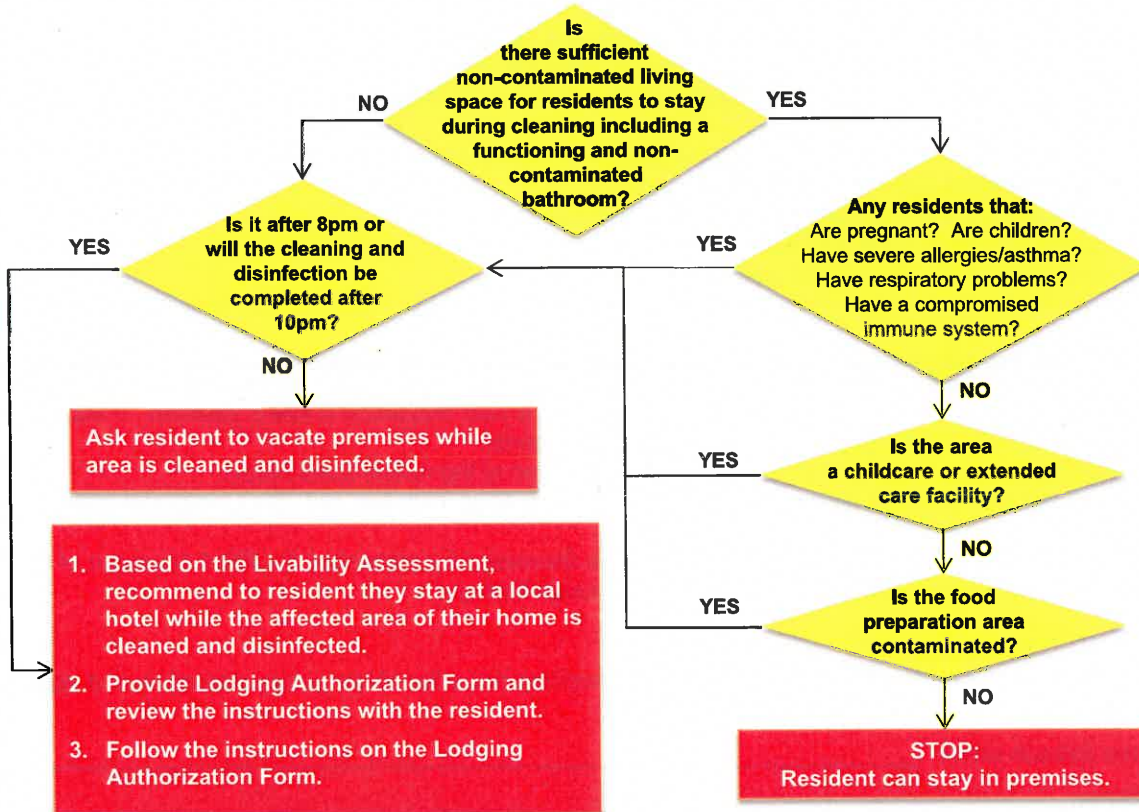 Is
there sufficient
non-contaminated living
space for residents to stay
during cleaning including a
functioning and non-
contaminated
bathroom?
NO
YES
Is it after 8pm or
will the cleaning and
disinfection be
completed after
10pm?
YES
NO
Any residents that:
Are pregnant? Are children?
Have severe allergies/asthma?
Have respiratory problems?
Have a compromised
immune system?
YES
NO
Ask resident to vacate premises while
area is cleaned and disinfected.
Is the area
a childcare or extended
care facility?
YES
NO
1. Based on the Livability Assessment,
recommend to resident they stay at a local
hotel while the affected area of their home is
cleaned and disinfected.
2. Provide Lodging Authorization Form and
review the instructions with the resident.
3. Follow the instructions on the Lodging
Authorization Form.
Is the food
preparation area
contaminated?
YES
NO
STOP:
Resident can stay in premises.